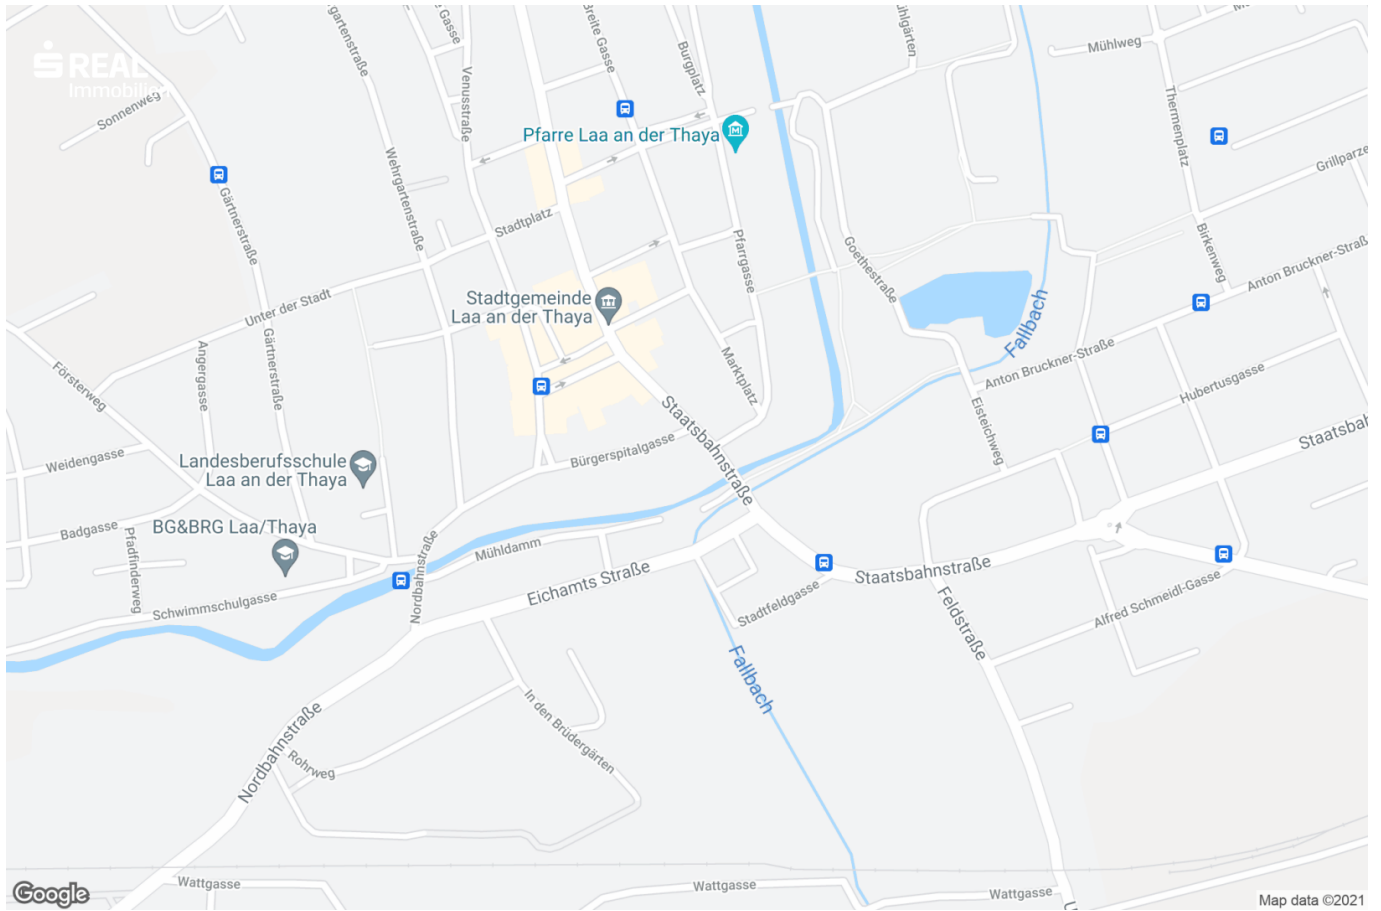 REAL
Immobilien
Sonnenweg
Gärtnerstraße
Wehrgartenstraße
Venusstraße
Breite Gasse
Burgplatz
Pfarre Laa an der Thaya
Mühlweg
Thermenplatz
Stadtplatz
Pfarrgasse
Goethestraße
Birkenweg
Anton Bruckner-Straß
Unter der Stadt
Stadtgemeinde
Laa an der Thaya
Fallbach
Försterweg
Angergasse
Gärtnerstraße
Marktplatz
Anton Bruckner-Straße
Hubertusgasse
Staatsbahnstraße
Eisteichweg
Staatsbah
Weidengasse
Landesberufsschule
Laa an der Thaya
Bürgerspitalgasse
Badgasse
BG&BRG Laa/Thaya
Pfadfinderweg
Nordbahnstraße
Mühldamm
Eichamts Straße
Staatsbahnstraße
Schwimmschulgasse
Stadtfeldgasse
Feldstraße
Alfred Schmeidl-Gasse
Fallbach
Nordbahnstraße
Rohrweg
In den Brüdergärten
Wattgasse
Wattgasse
Wattgasse
Google
Map data ©2021